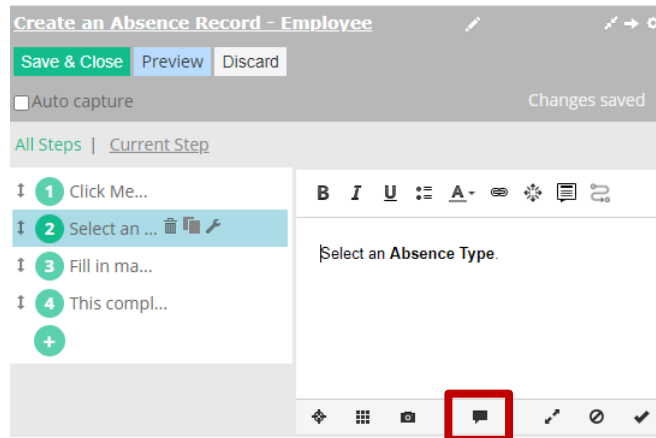 Create an Absence Record - Employee
Save & Close Preview Discard
Auto capture Changes saved
All Steps | Current Step
1 Click Me...
2 Select an ...
3 Fill in ma...
4 This compl...
+
B I U A
Select an Absence Type.